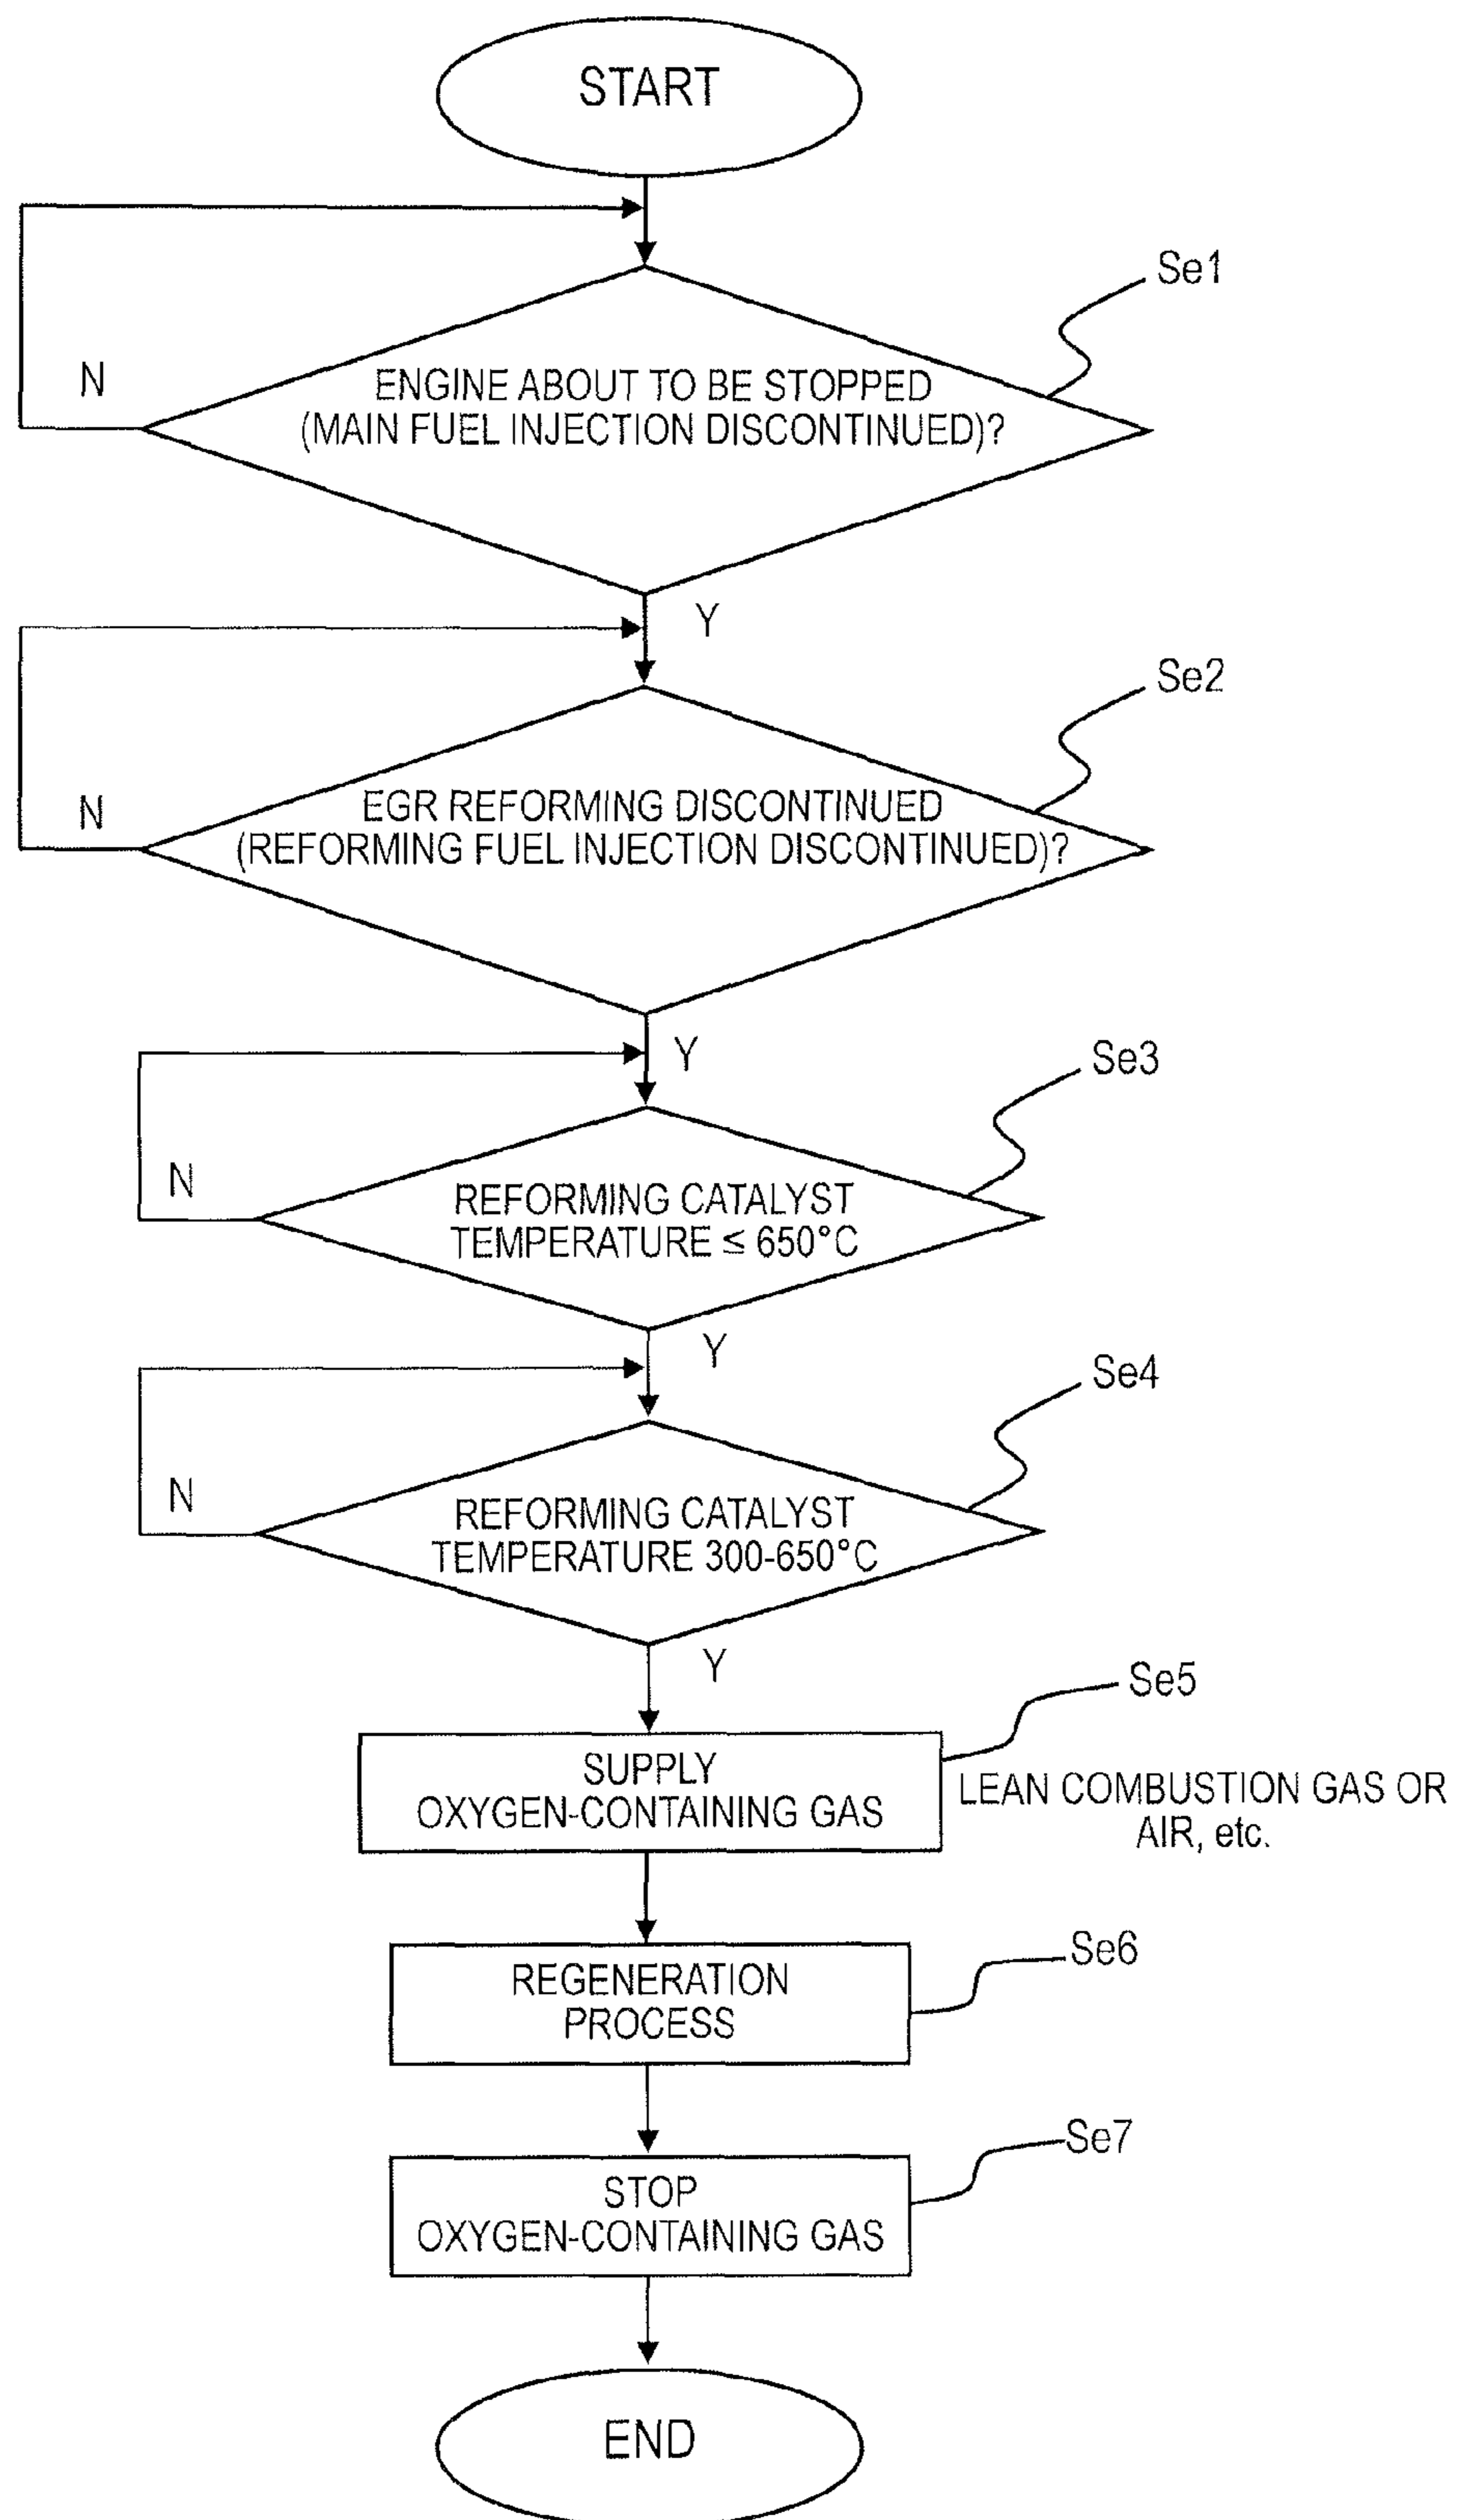 START
Se1
N
ENGINE ABOUT TO BE STOPPED
(MAIN FUEL INJECTION DISCONTINUED)?
Y
Se2
N
EGR REFORMING DISCONTINUED
(REFORMING FUEL INJECTION DISCONTINUED)?
Y
Se3
N
REFORMING CATALYST
TEMPERATURE ≤ 650°C
Y
Se4
N
REFORMING CATALYST
TEMPERATURE 300-650°C
Y
Se5
SUPPLY
OXYGEN-CONTAINING GAS
LEAN COMBUSTION GAS OR
AIR, etc.
Se6
REGENERATION
PROCESS
Se7
STOP
OXYGEN-CONTAINING GAS
END